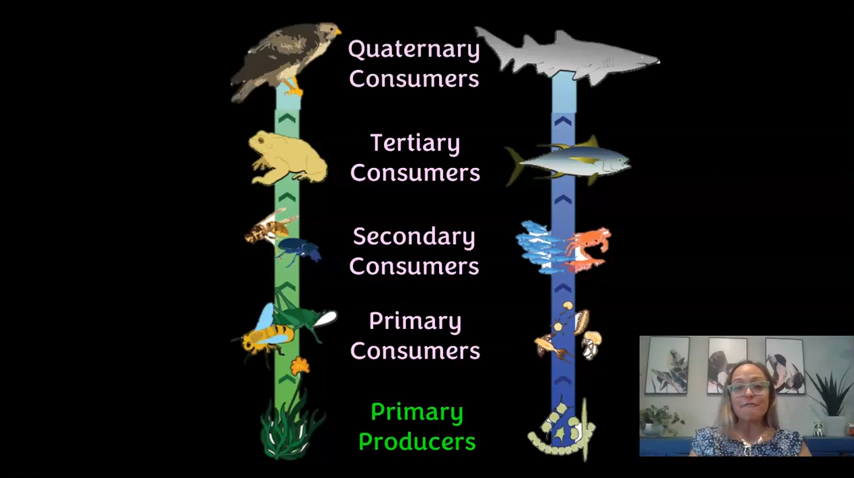 Quaternary
Consumers
Tertiary
Consumers
Secondary
Consumers
Primary
Consumers
Primary
Producers